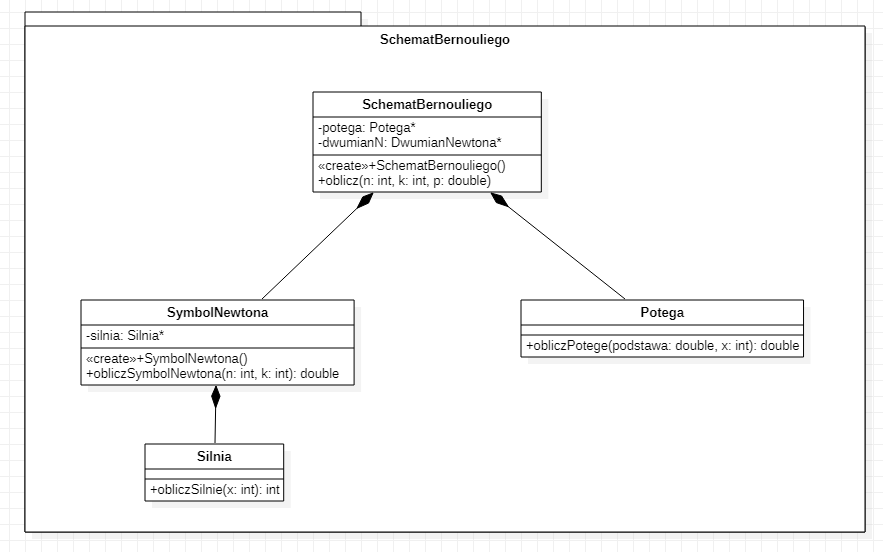 SchematBernouliego
SchematBernouliego
-potega: Potega*
-dwumianN: DwumianNewtona*
«create»+SchematBernouliego()
+oblicz(n: int, k: int, p: double)
SymbolNewtona
-silnia: Silnia*
«create»+SymbolNewtona()
+obliczSymbolNewtona(n: int, k: int): double
Potega
+obliczPotege(podstawa: double, x: int): double
Silnia
+obliczSilnie(x: int): int